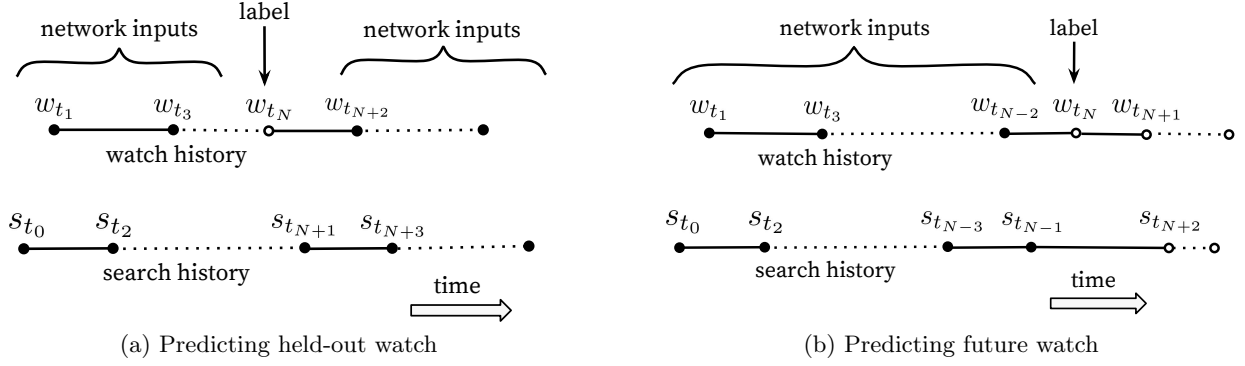 label
network inputs network inputs
w_{t_1} w_{t_3} w_{t_N} w_{t_{N+2}}
watch history
s_{t_0} s_{t_2} s_{t_{N+1}} s_{t_{N+3}}
search history
time
(a) Predicting held-out watch
network inputs label
w_{t_1} w_{t_3} w_{t_{N-2}} w_{t_N} w_{t_{N+1}}
watch history
s_{t_0} s_{t_2} s_{t_{N-3}} s_{t_{N-1}} s_{t_{N+2}}
search history
time
(b) Predicting future watch